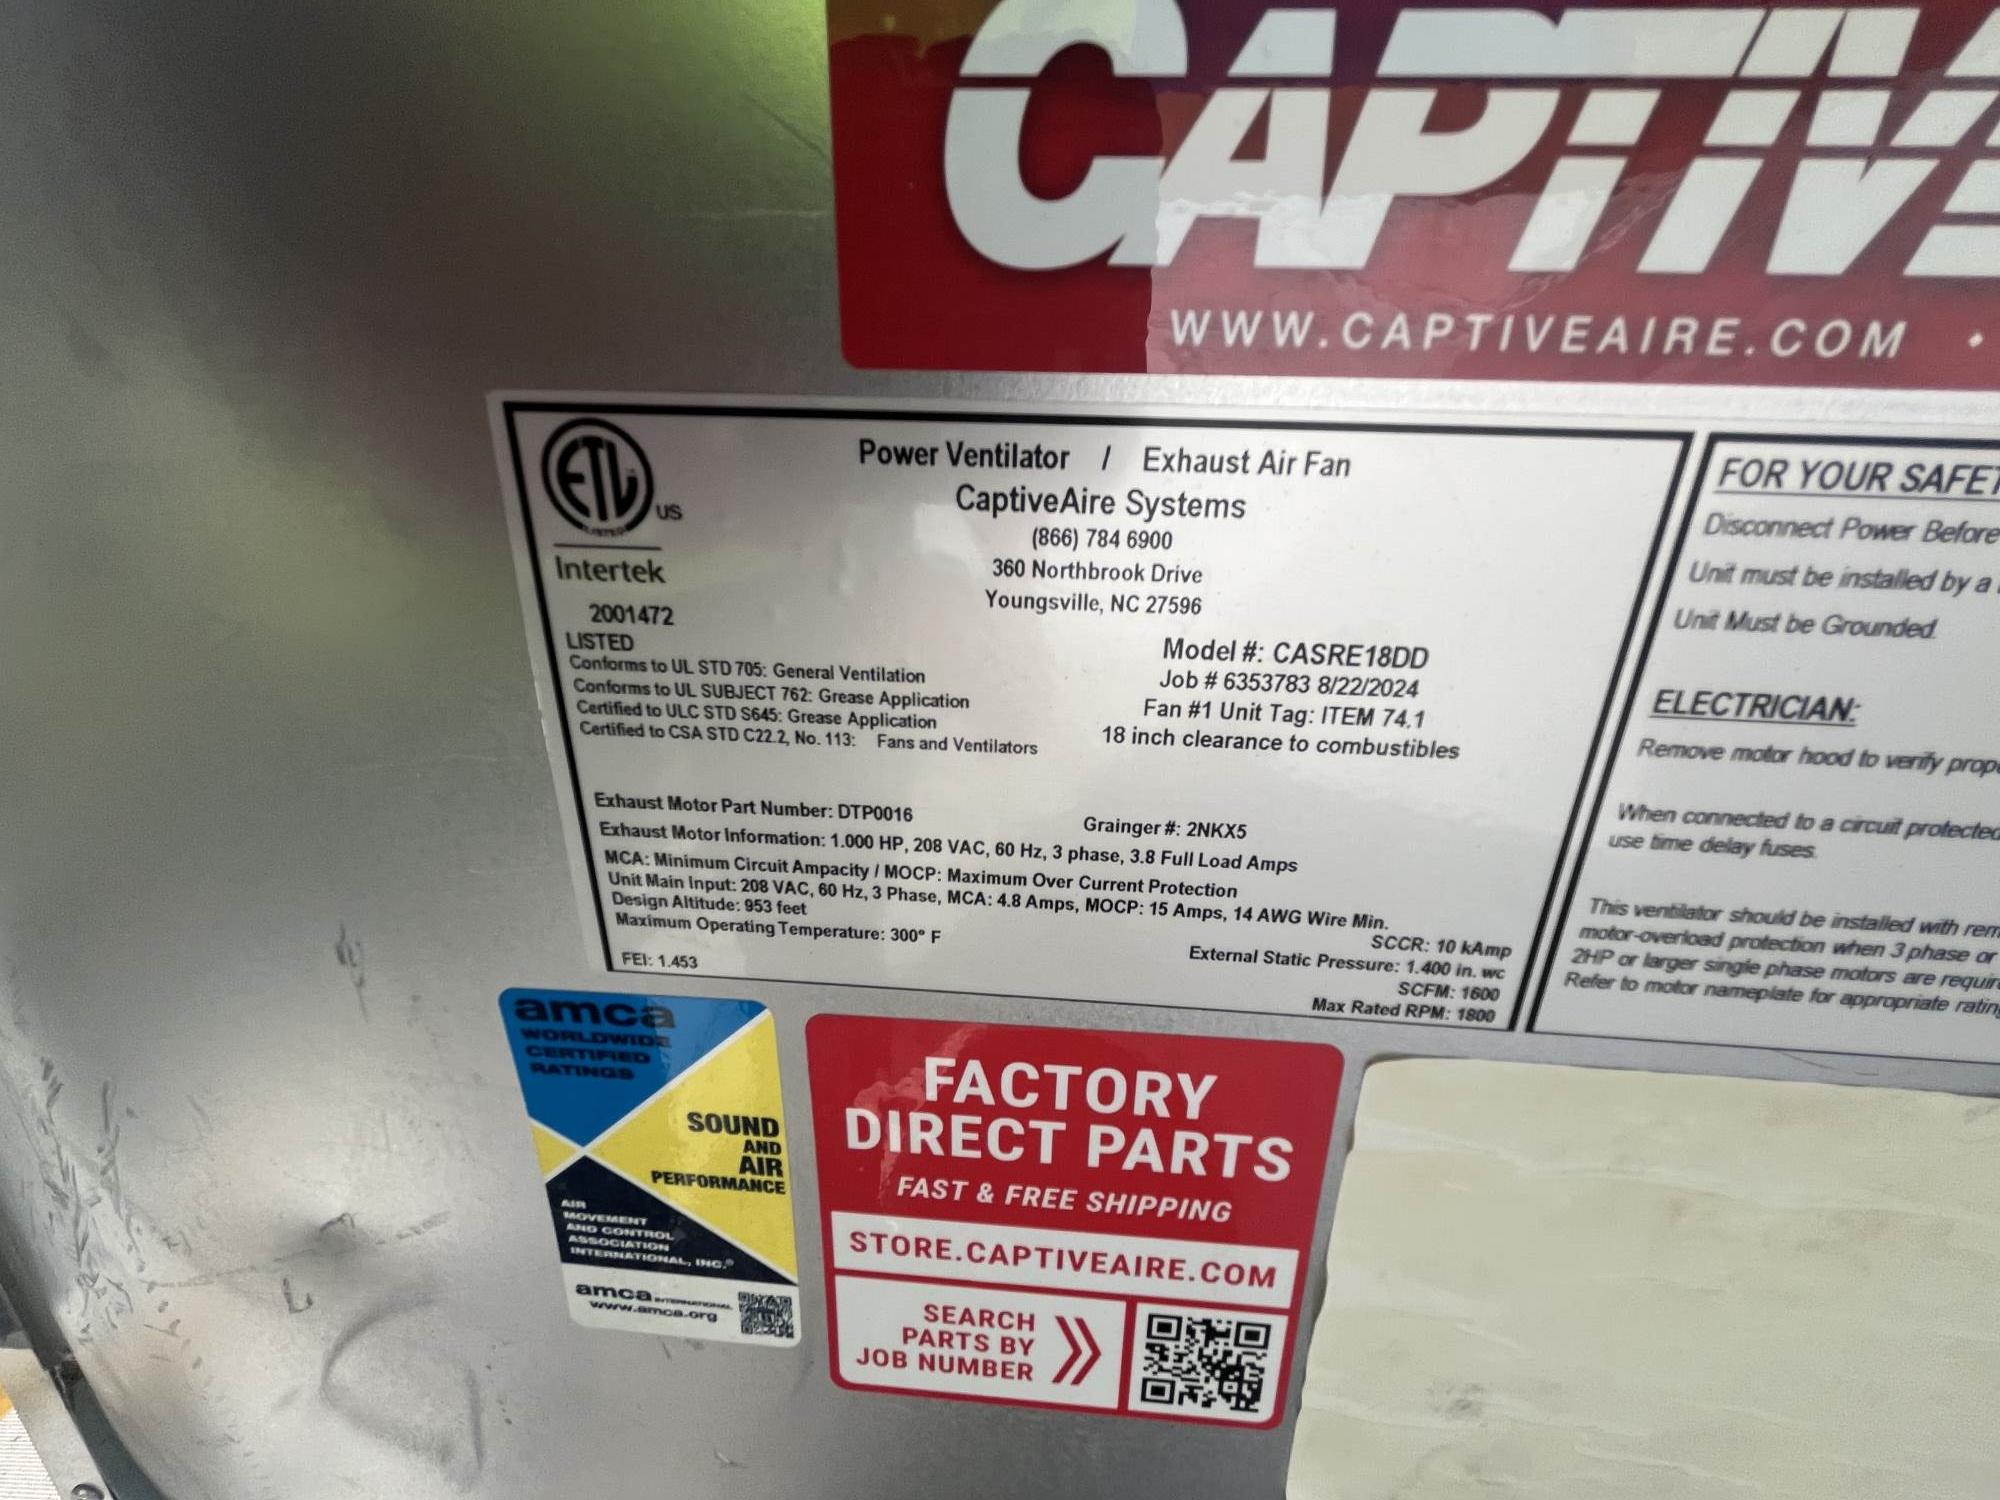 CAPTIVE
WWW.CAPTIVEAIRE.COM •
ETL
LISTED
US
Intertek
2001472
Power Ventilator / Exhaust Air Fan
CaptiveAire Systems
(866) 784 6900
360 Northbrook Drive
Youngsville, NC 27596
LISTED
Conforms to UL STD 705: General Ventilation
Conforms to UL SUBJECT 762: Grease Application
Certified to ULC STD S645: Grease Application
Certified to CSA STD C22.2, No. 113: Fans and Ventilators
Model #: CASRE18DD
Job # 6353783 8/22/2024
Fan #1 Unit Tag: ITEM 74.1
18 inch clearance to combustibles
Exhaust Motor Part Number: DTP0016
Grainger #: 2NKX5
Exhaust Motor Information: 1.000 HP, 208 VAC, 60 Hz, 3 phase, 3.8 Full Load Amps
MCA: Minimum Circuit Ampacity / MOCP: Maximum Over Current Protection
Unit Main Input: 208 VAC, 60 Hz, 3 Phase, MCA: 4.8 Amps, MOCP: 15 Amps, 14 AWG Wire Min.
Design Altitude: 953 feet
Maximum Operating Temperature: 300° F
FEI: 1.453
SCCR: 10 kAmp
External Static Pressure: 1.400 in. wc
SCFM: 1600
Max Rated RPM: 1800
FOR YOUR SAFET
Disconnect Power Before
Unit must be installed by a
Unit Must be Grounded.
ELECTRICIAN:
Remove motor hood to verify prop
When connected to a circuit protected
use time delay fuses.
This ventilator should be installed with rem
motor-overload protection when 3 phase or
2HP or larger single phase motors are requir
Refer to motor nameplate for appropriate rating
amca
WORLDWIDE
CERTIFIED
RATINGS
SOUND
AND
AIR
PERFORMANCE
AIR
MOVEMENT
AND CONTROL
ASSOCIATION
INTERNATIONAL, INC.®
amca INTERNATIONAL
www.amca.org
FACTORY
DIRECT PARTS
FAST & FREE SHIPPING
STORE.CAPTIVEAIRE.COM
SEARCH
PARTS BY
JOB NUMBER